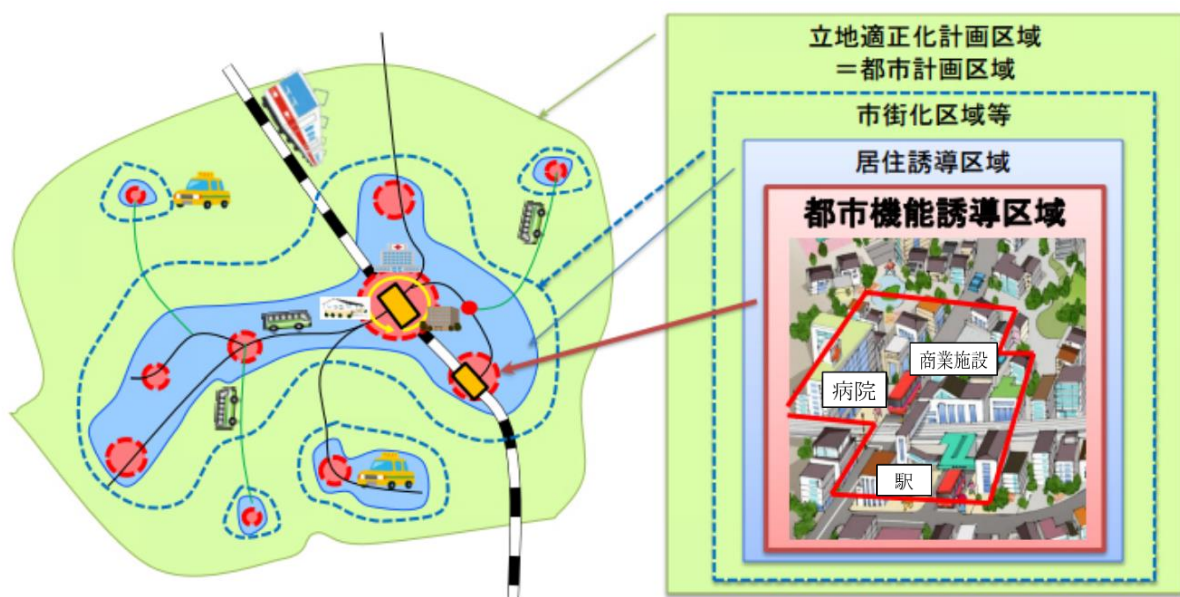 立地適正化計画区域
＝都市計画区域
市街化区域等
居住誘導区域
都市機能誘導区域
商業施設
病院
駅